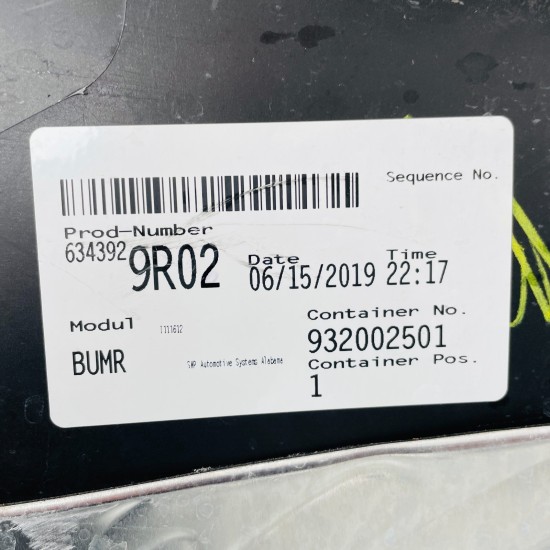 Sequence No.
Prod-Number
634392 9R02
Date Time
06/15/2019 22:17
Modul 1111612
Container No.
932002501
BUMR SMP Automotive Systems Alabama
Container Pos.
1